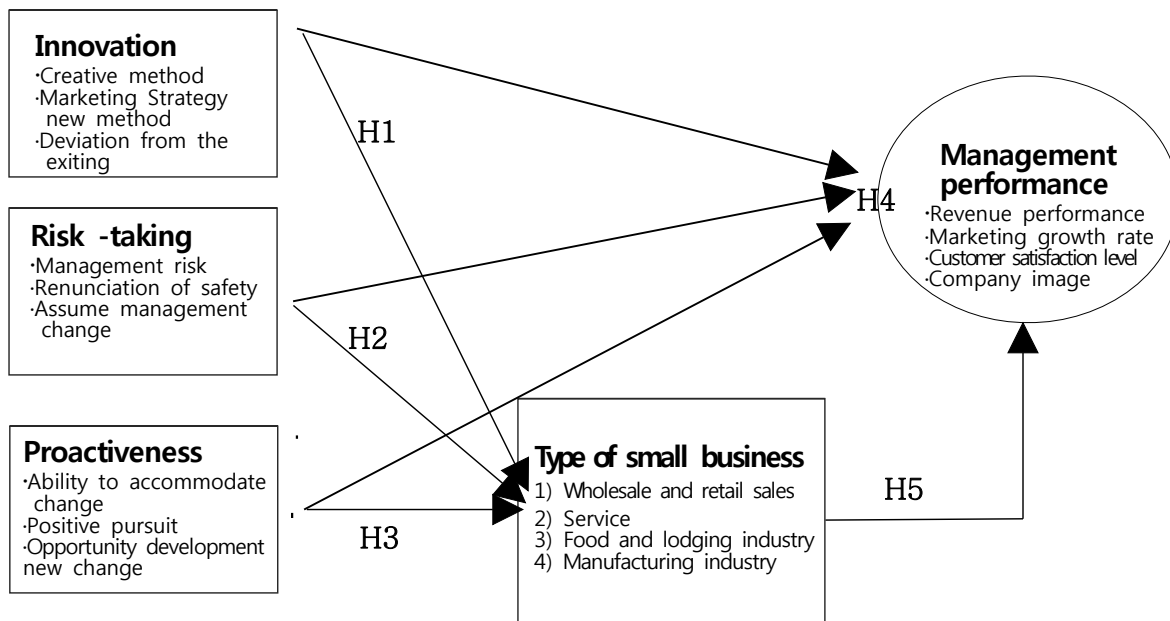 Innovation
·Creative method
·Marketing Strategy
new method
·Deviation from the
exiting
H1
Risk -taking
·Management risk
·Renunciation of safety
·Assume management
change
H2
Proactiveness
·Ability to accommodate
change
·Positive pursuit
·Opportunity development
new change
H3
Type of small business
1) Wholesale and retail sales
2) Service
3) Food and lodging industry
4) Manufacturing industry
H4
H5
Management
performance
·Revenue performance
·Marketing growth rate
·Customer satisfaction level
·Company image